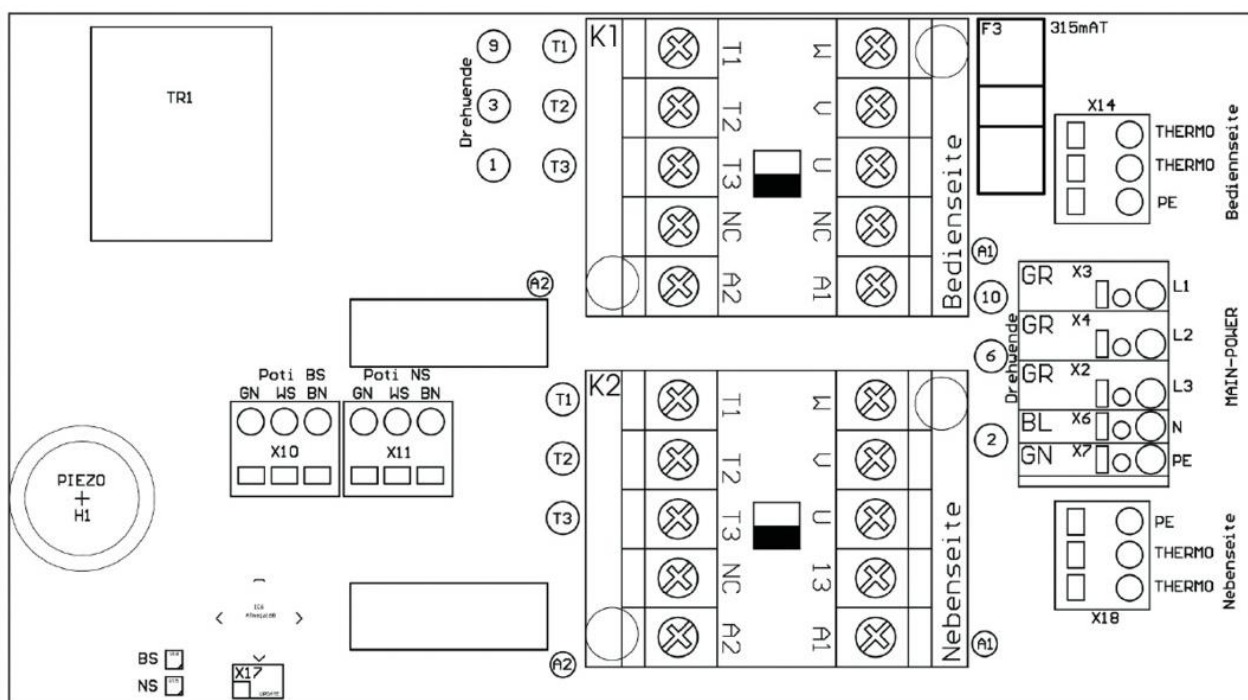 TR1
Drehwende
9
3
1
T1
T2
T3
K1
T1
T2
T3
NC
A2
W
V
U
NC
A1
Bedienseite
F3
315mAT
X14
THERMO
THERMO
PE
Bediennseite
A1
A2
10
6
2
Drehwende
GR X3 L1
GR X4 L2
GR X2 L3
BL X6 N
GN X7 PE
MAIN-POWER
Poti BS
GN WS BN
X10
Poti NS
GN WS BN
X11
T1
T2
T3
K2
T1
T2
T3
NC
A2
W
V
U
13
A1
Nebenseite
PIEZO
H1
PE
THERMO
THERMO
X18
Nebenseite
A1
A2
BS
NS
X17
UPDATE